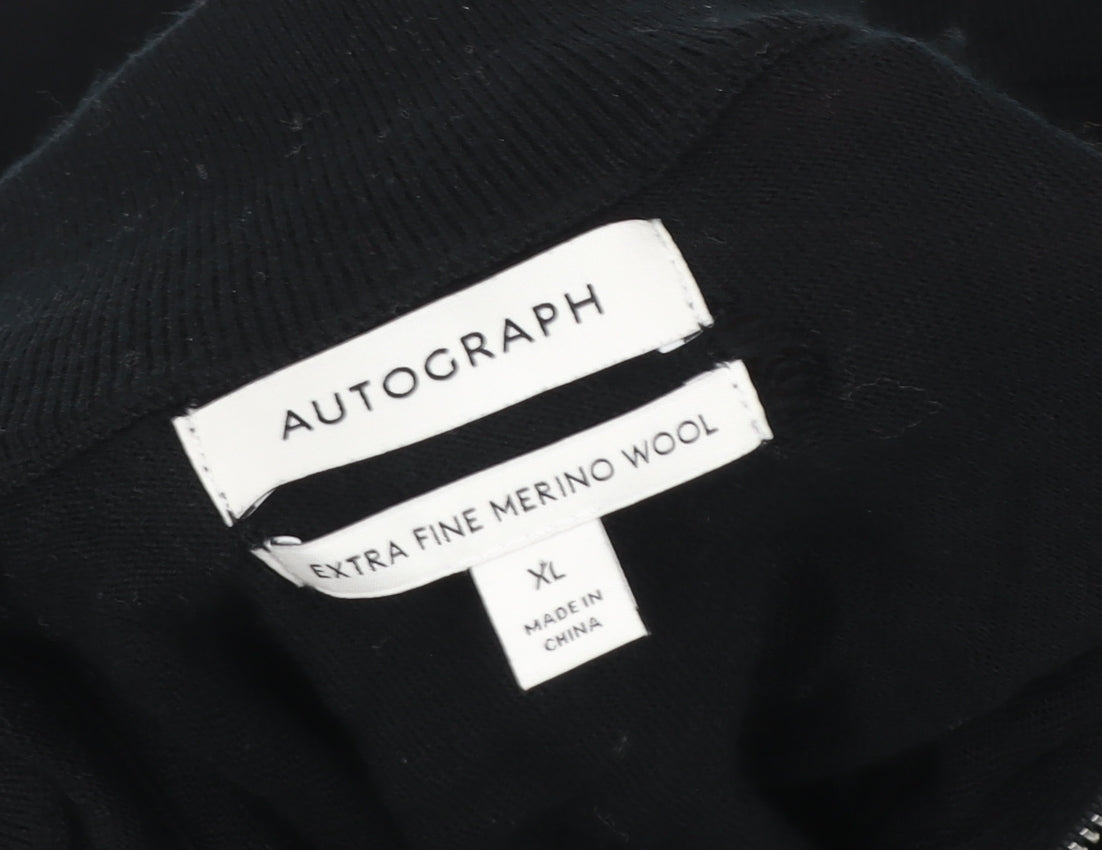 AUTOGRAPH
EXTRA FINE MERINO WOOL
XL
MADE IN
CHINA